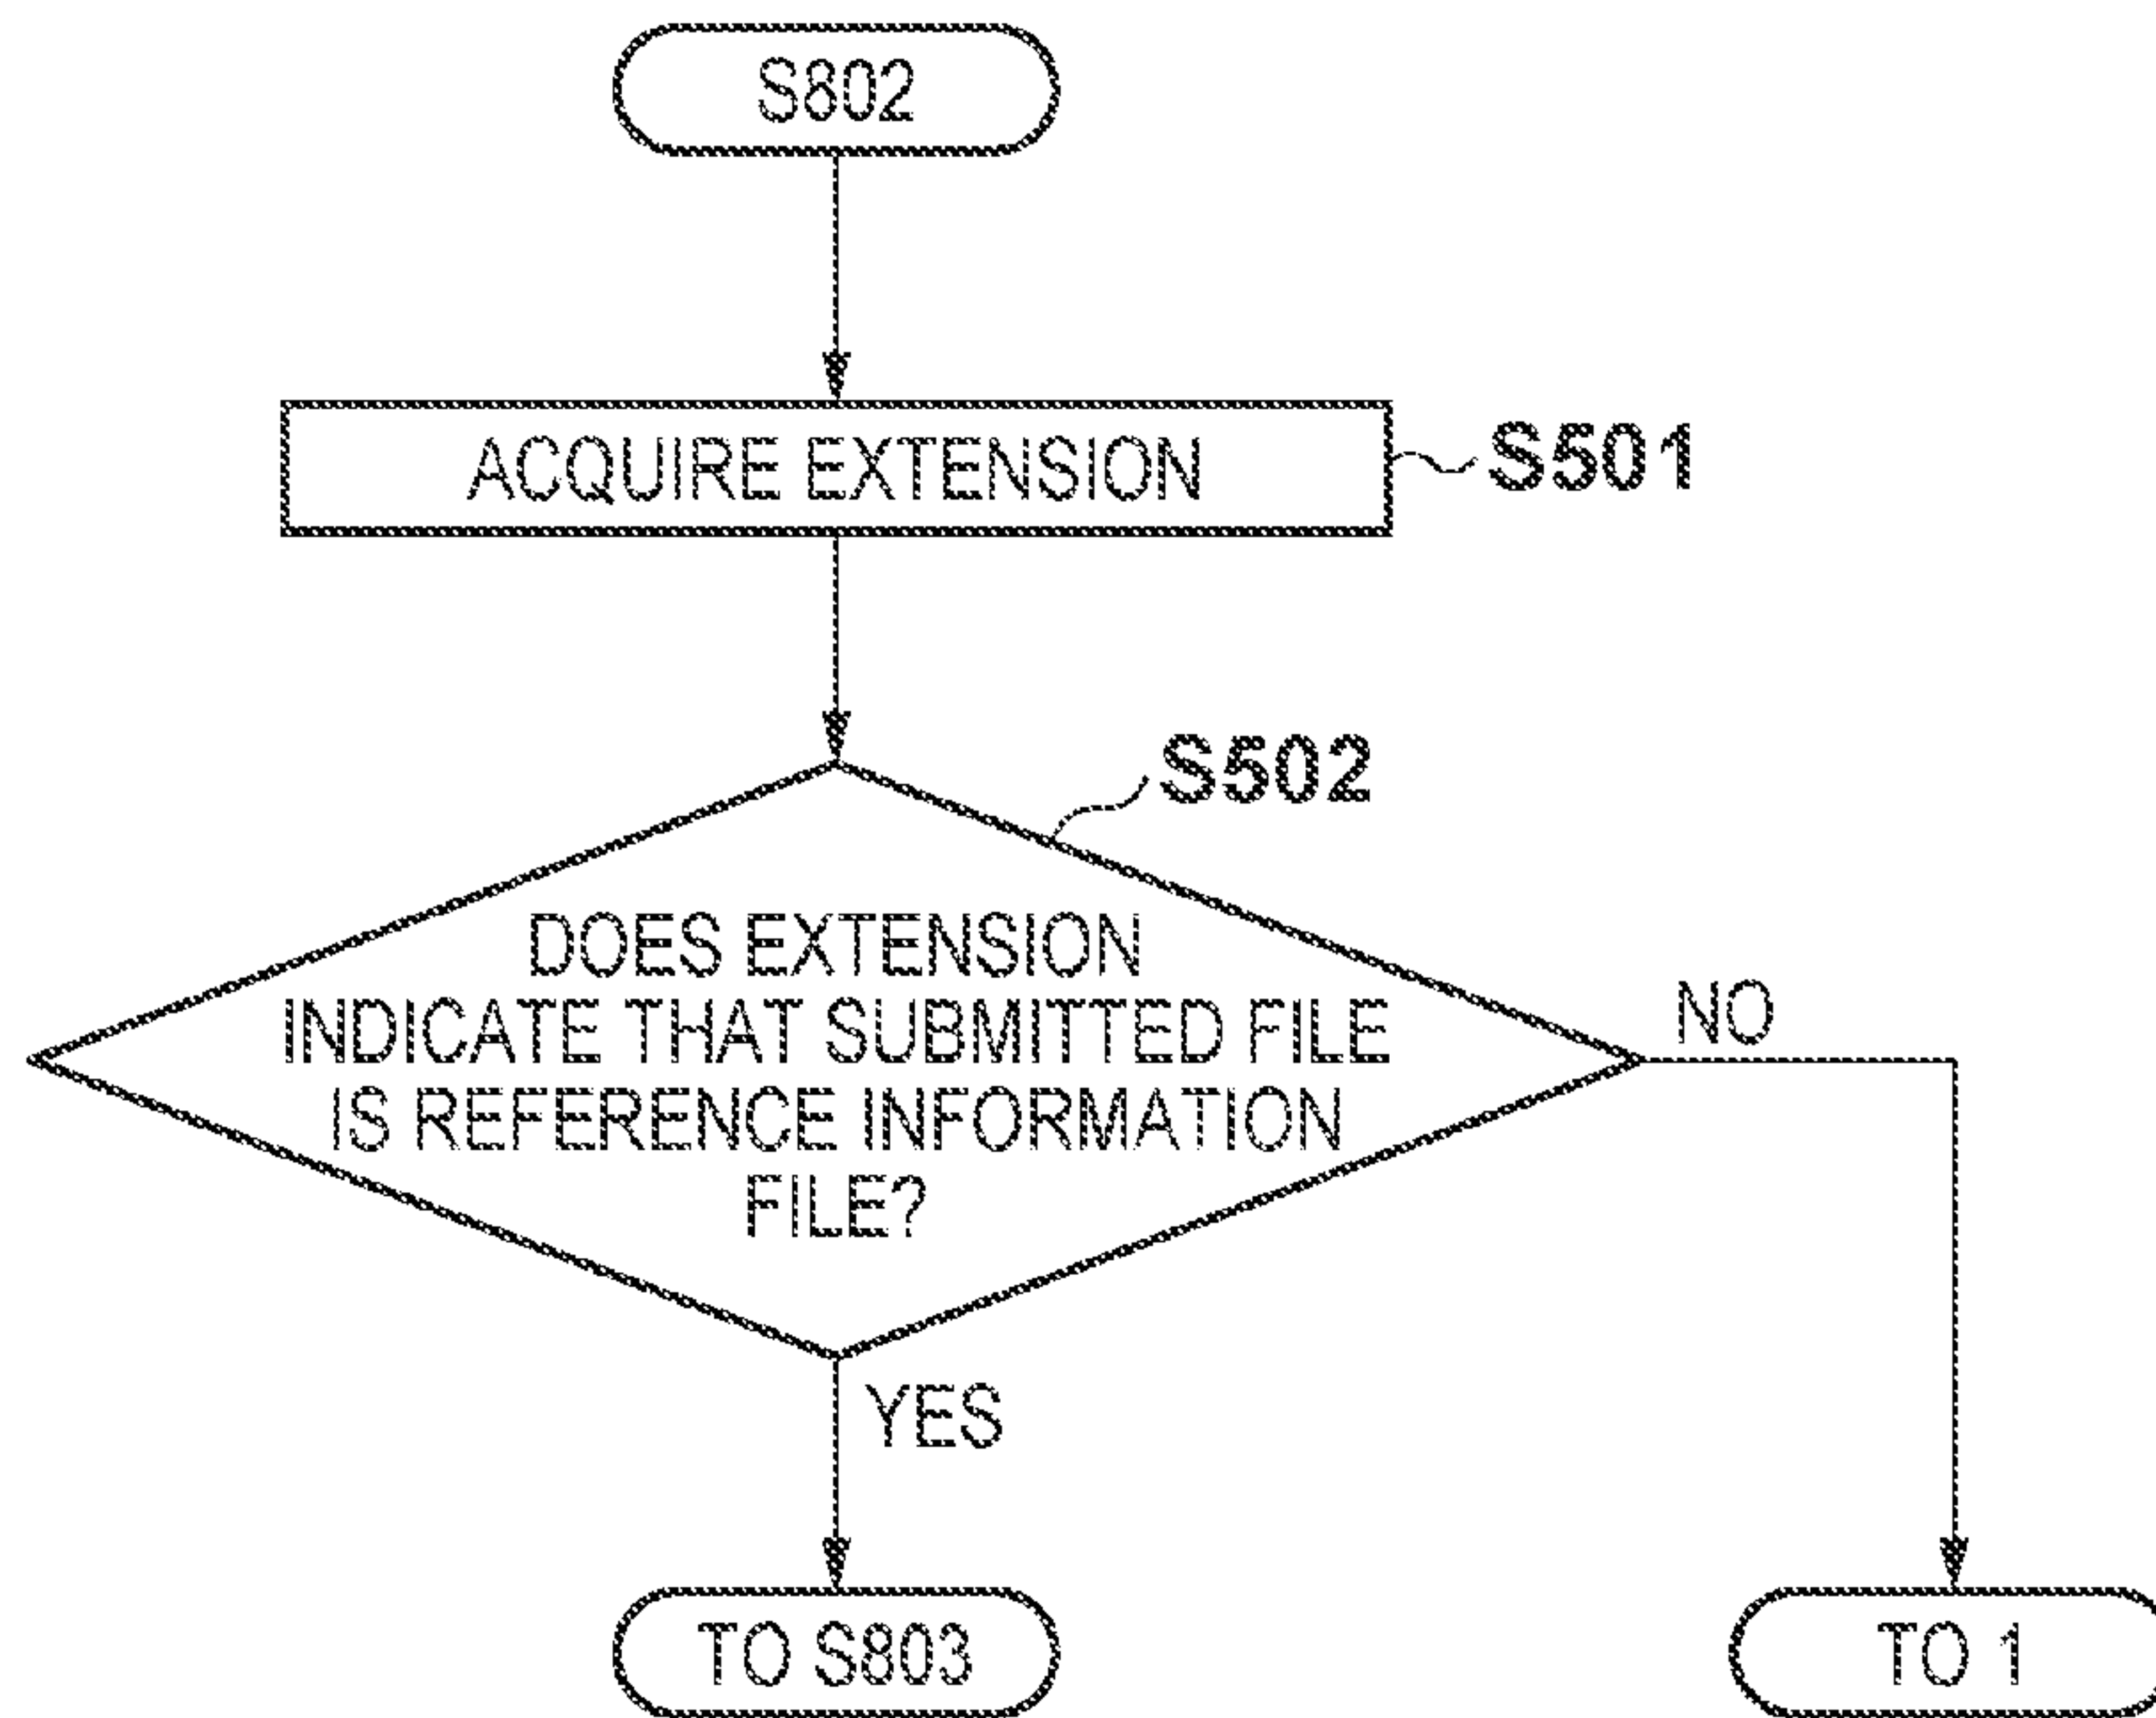 S802
ACQUIRE EXTENSION
S501
S502
DOES EXTENSION
INDICATE THAT SUBMITTED FILE
IS REFERENCE INFORMATION
FILE?
NO
YES
TO S803
TO 1